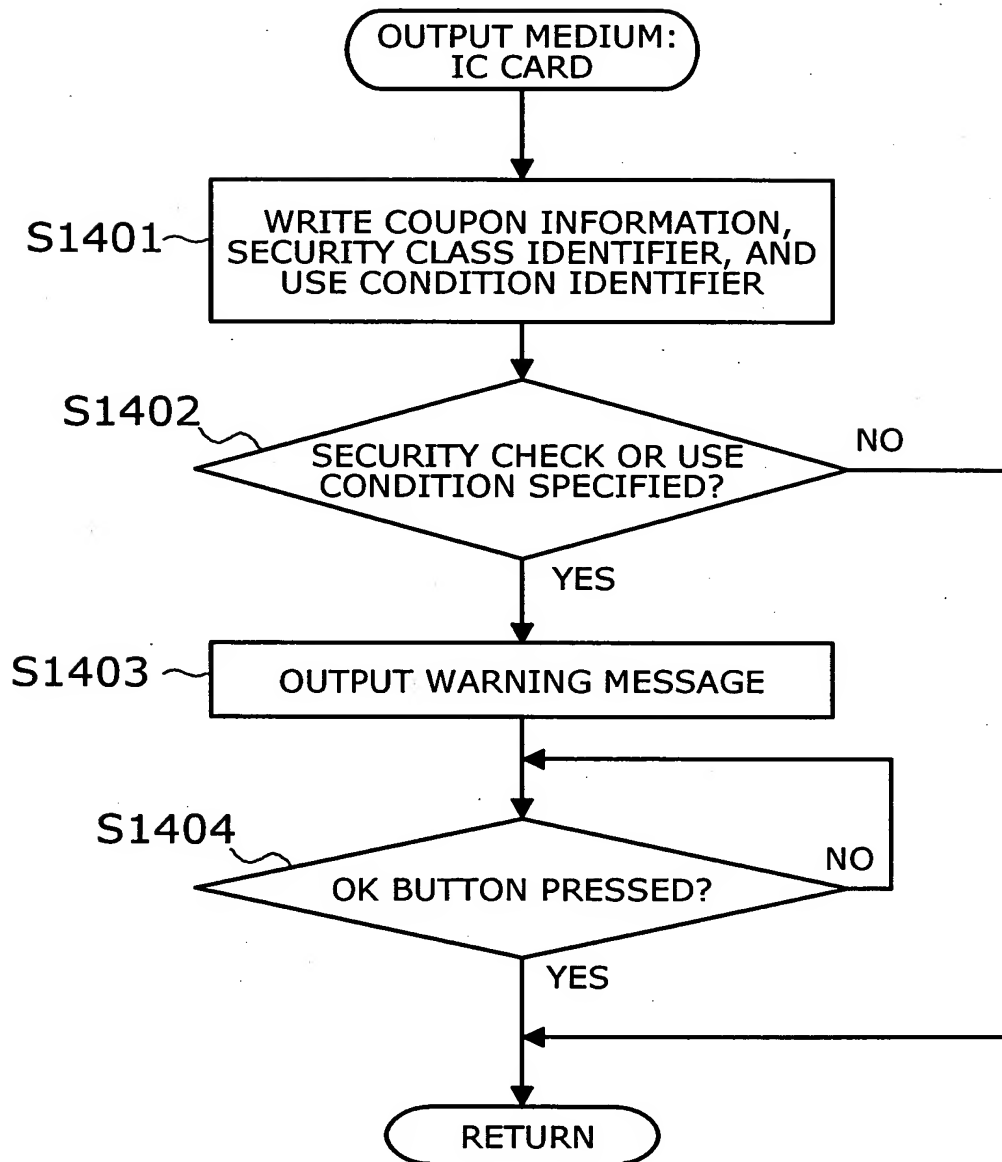 OUTPUT MEDIUM:
IC CARD
S1401
WRITE COUPON INFORMATION,
SECURITY CLASS IDENTIFIER, AND
USE CONDITION IDENTIFIER
S1402
SECURITY CHECK OR USE
CONDITION SPECIFIED?
NO
YES
S1403
OUTPUT WARNING MESSAGE
S1404
OK BUTTON PRESSED?
NO
YES
RETURN